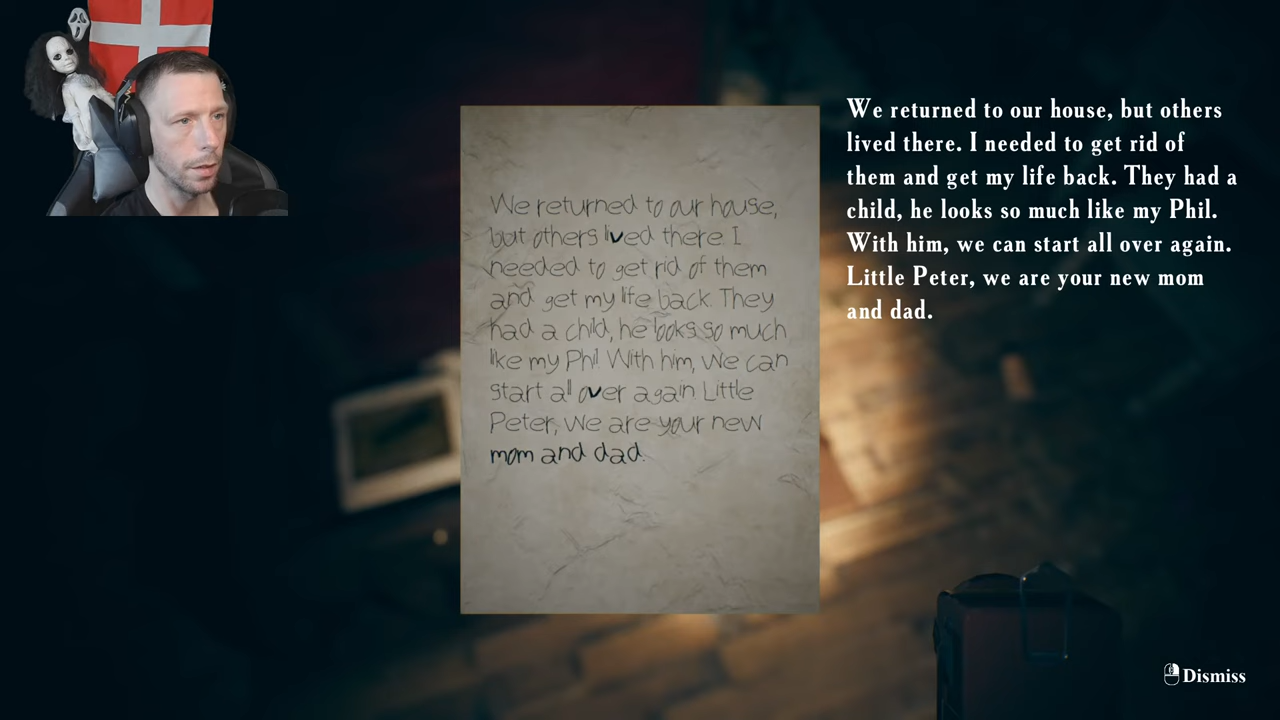 We returned to our house,
but others lived there. I
needed to get rid of them
and get my life back. They
had a child, he looks so much
like my Phil. With him, we can
start all over again. Little
Peter, we are your new
mom and dad.
We returned to our house, but others
lived there. I needed to get rid of
them and get my life back. They had a
child, he looks so much like my Phil.
With him, we can start all over again.
Little Peter, we are your new mom
and dad.
Dismiss